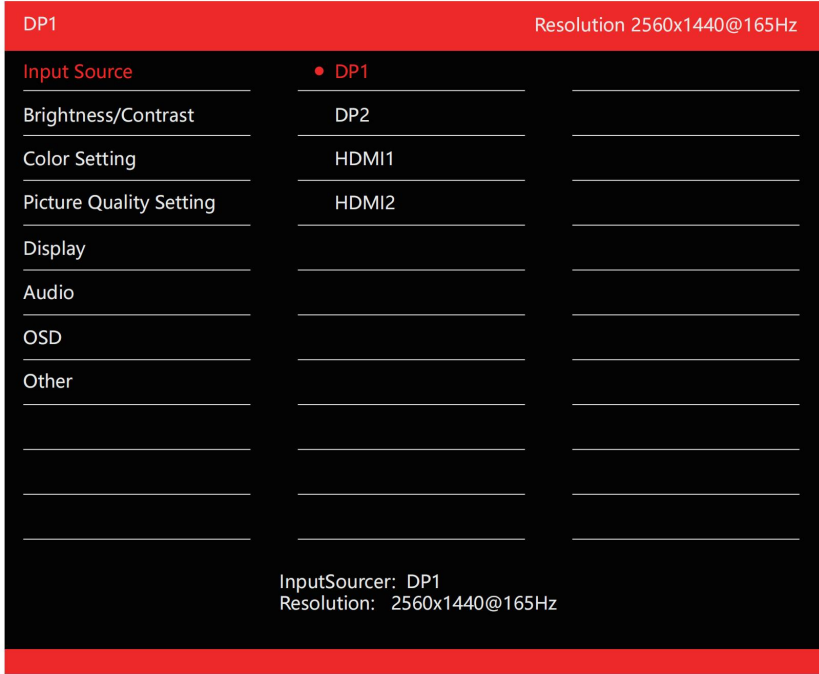 DP1 Resolution 2560x1440@165Hz
Input Source DP1
Brightness/Contrast DP2
Color Setting HDMI1
Picture Quality Setting HDMI2
Display
Audio
OSD
Other
InputSourcer: DP1
Resolution: 2560x1440@165Hz